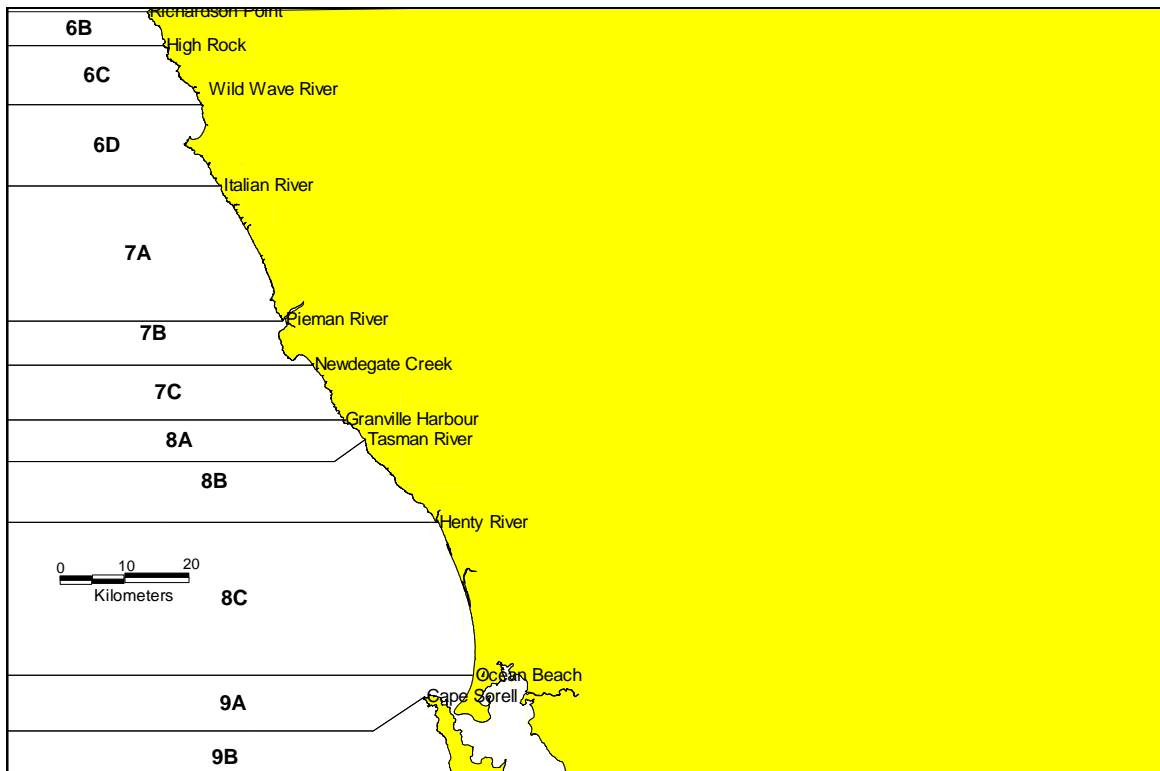 Richardson Point
6B
High Rock
6C
Wild Wave River
6D
Italian River
7A
Pieman River
7B
Newdegate Creek
7C
Granville Harbour
8A
Tasman River
8B
Henty River
0 10 20
Kilometers
8C
Ocean Beach
Cape Sorell
9A
9B